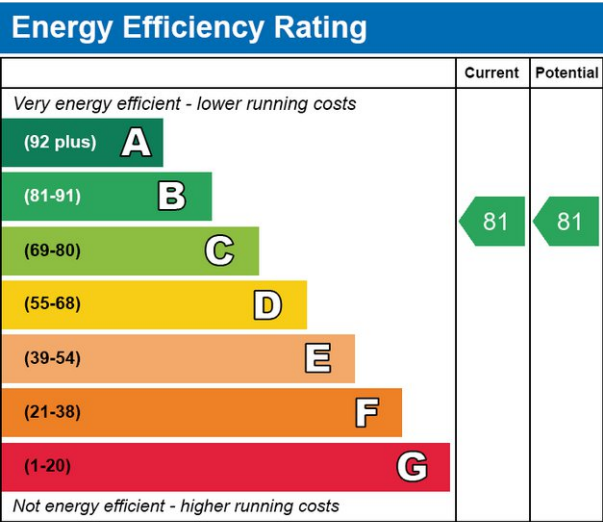 Energy Efficiency Rating
Current Potential
Very energy efficient - lower running costs
(92 plus) A
(81-91) B
81 81
(69-80) C
(55-68) D
(39-54) E
(21-38) F
(1-20) G
Not energy efficient - higher running costs